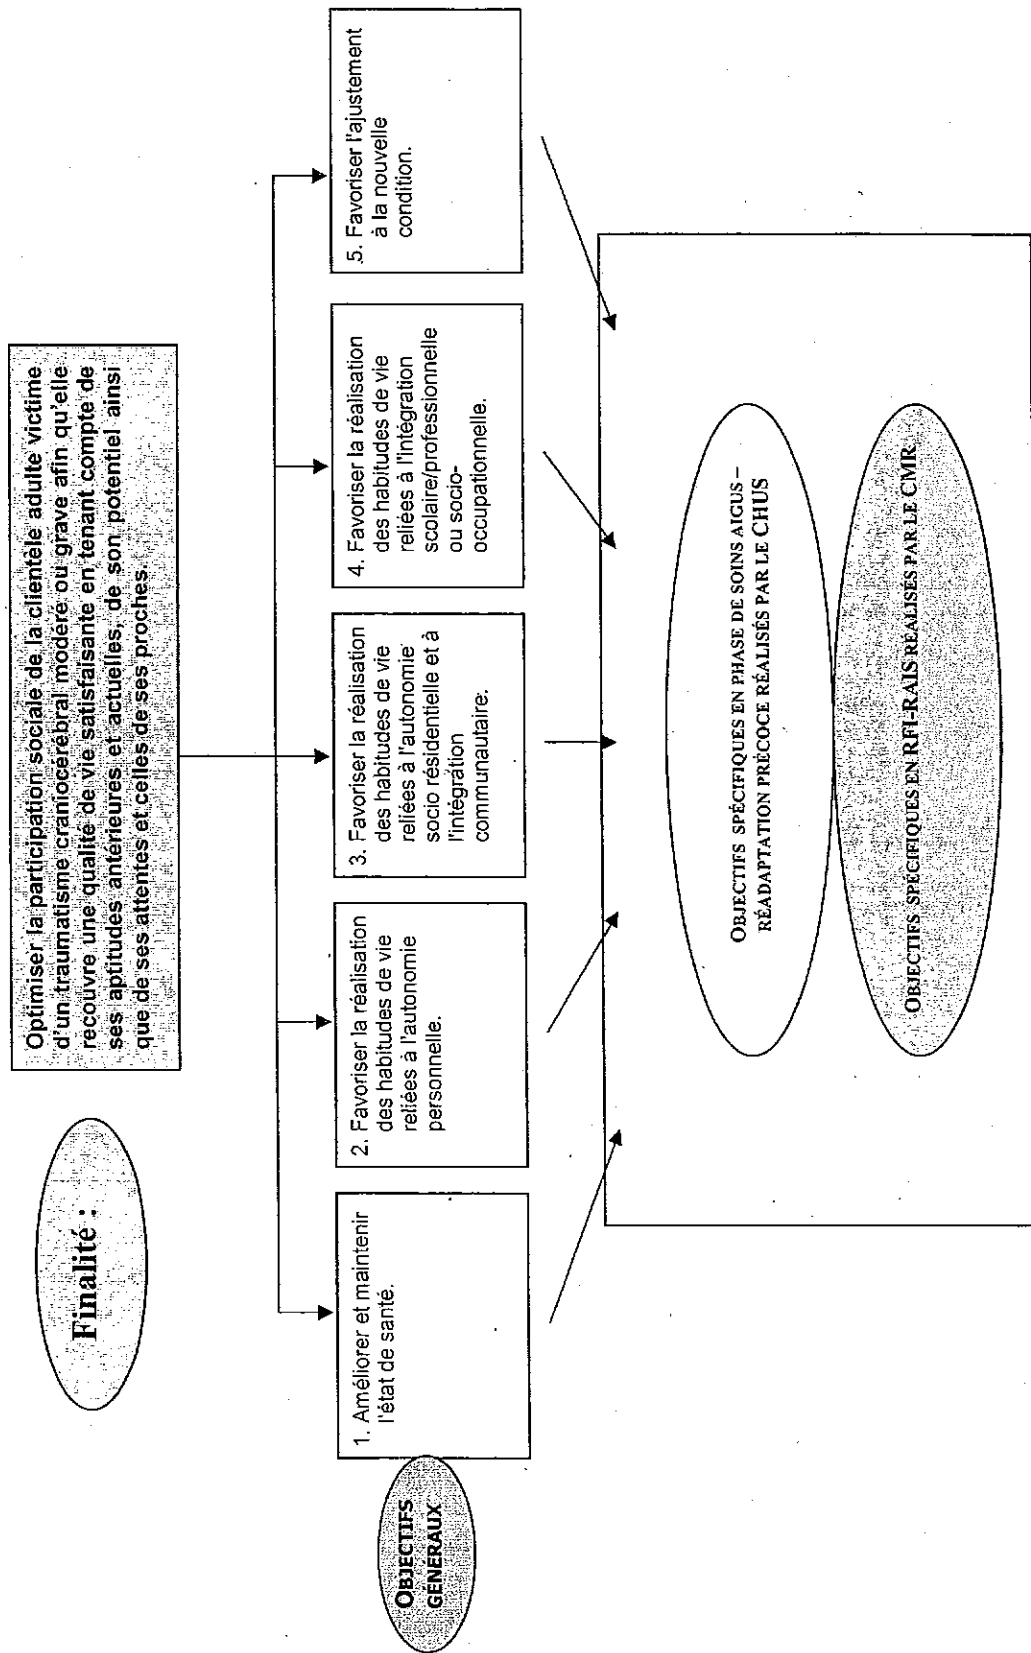 Finalité :
Optimiser la participation sociale de la clientèle adulte victime
d'un traumatisme craniocérébral modéré ou grave afin qu'elle
recouvre une qualité de vie satisfaisante en tenant compte de
ses aptitudes antérieures et actuelles, de son potentiel ainsi
que de ses attentes et celles de ses proches.
OBJECTIFS
GÉNÉRAUX
1. Améliorer et maintenir
l'état de santé.
2. Favoriser la réalisation
des habitudes de vie
reliées à l'autonomie
personnelle.
3. Favoriser la réalisation
des habitudes de vie
reliées à l'autonomie
socio résidentielle et à
l'intégration
communautaire.
4. Favoriser la réalisation
des habitudes de vie
reliées à l'intégration
scolaire/professionnelle
ou socio-
occupationnelle.
5. Favoriser l'ajustement
à la nouvelle
condition.
OBJECTIFS SPÉCIFIQUES EN PHASE DE SOINS AIGUS –
RÉADAPTATION PRÉCOCE RÉALISÉS PAR LE CHUS
OBJECTIFS SPÉCIFIQUES EN RFI-RAIS RÉALISÉS PAR LE CMR